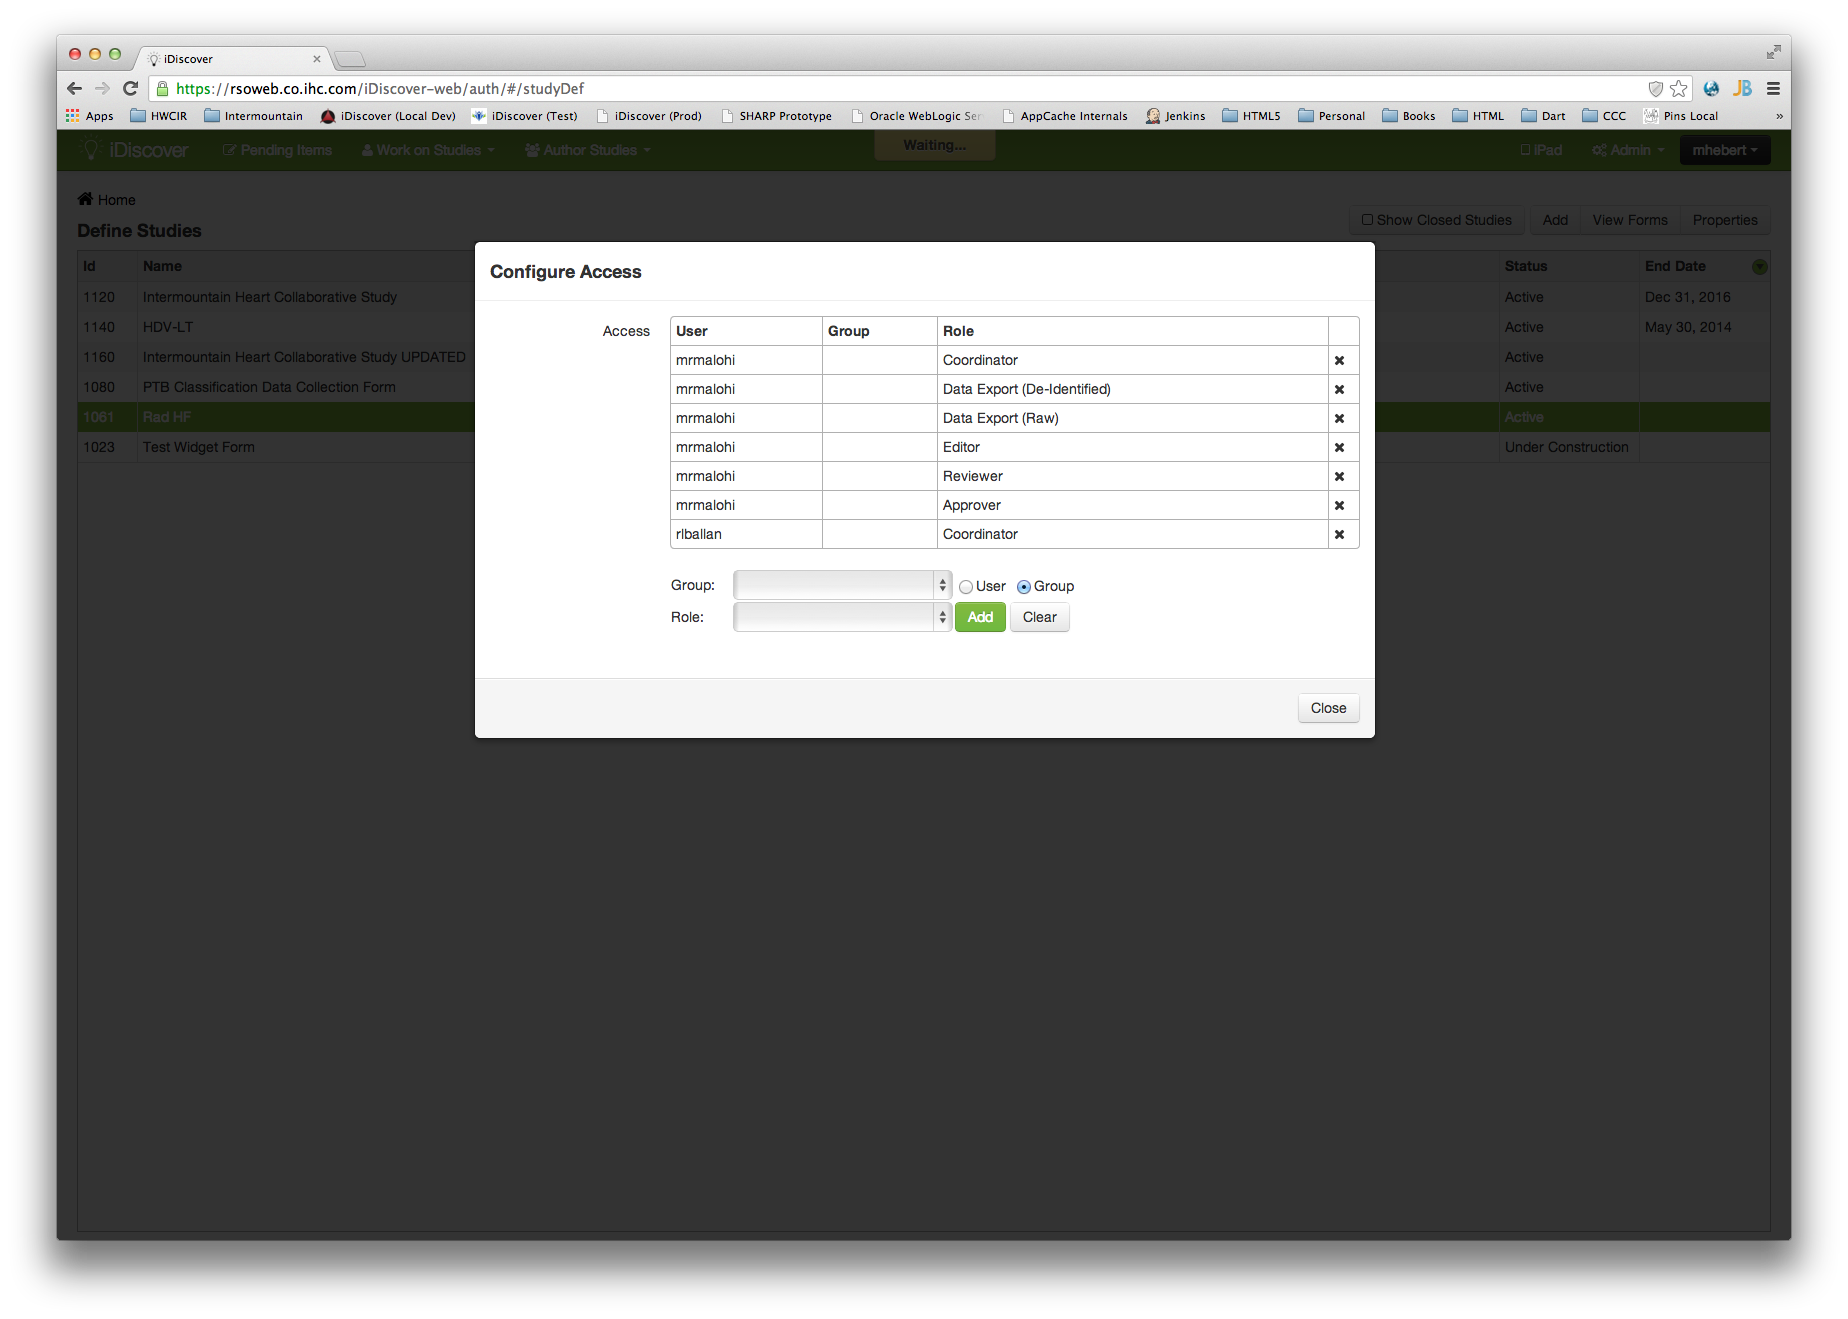 iDiscover
https://rsoweb.co.ihc.com/iDiscover-web/auth/#/studyDef
JB
Apps HWCIR Intermountain iDiscover (Local Dev) iDiscover (Test) iDiscover (Prod) SHARP Prototype Oracle WebLogic Ser AppCache Internals Jenkins HTML5 Personal Books HTML Dart CCC Pins Local »
iDiscover Pending Items Work on Studies Author Studies Waiting... iPad Admin mhebert
Home
Define Studies
Show Closed Studies Add View Forms Properties
Id Name Status End Date
1120 Intermountain Heart Collaborative Study Active Dec 31, 2016
1140 HDV-LT Active May 30, 2014
1160 Intermountain Heart Collaborative Study UPDATED Active
1080 PTB Classification Data Collection Form Active
1061 Rad HF Active
1023 Test Widget Form Under Construction
Configure Access
Access
User Group Role
mrmalohi Coordinator
mrmalohi Data Export (De-Identified)
mrmalohi Data Export (Raw)
mrmalohi Editor
mrmalohi Reviewer
mrmalohi Approver
rlballan Coordinator
Group: User Group
Role: Add Clear
Close